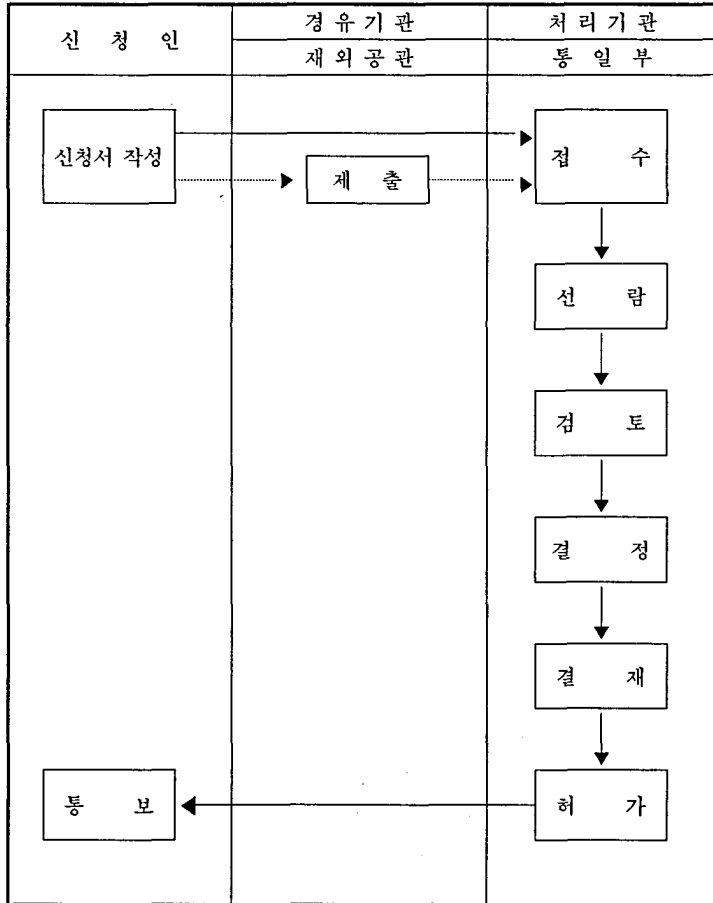 신 청 인
경 유 기 관
처 리 기 관
재 외 공 관
통 일 부
신청서 작성
접 수
제 출
선 람
검 토
결 정
결 재
통 보
허 가